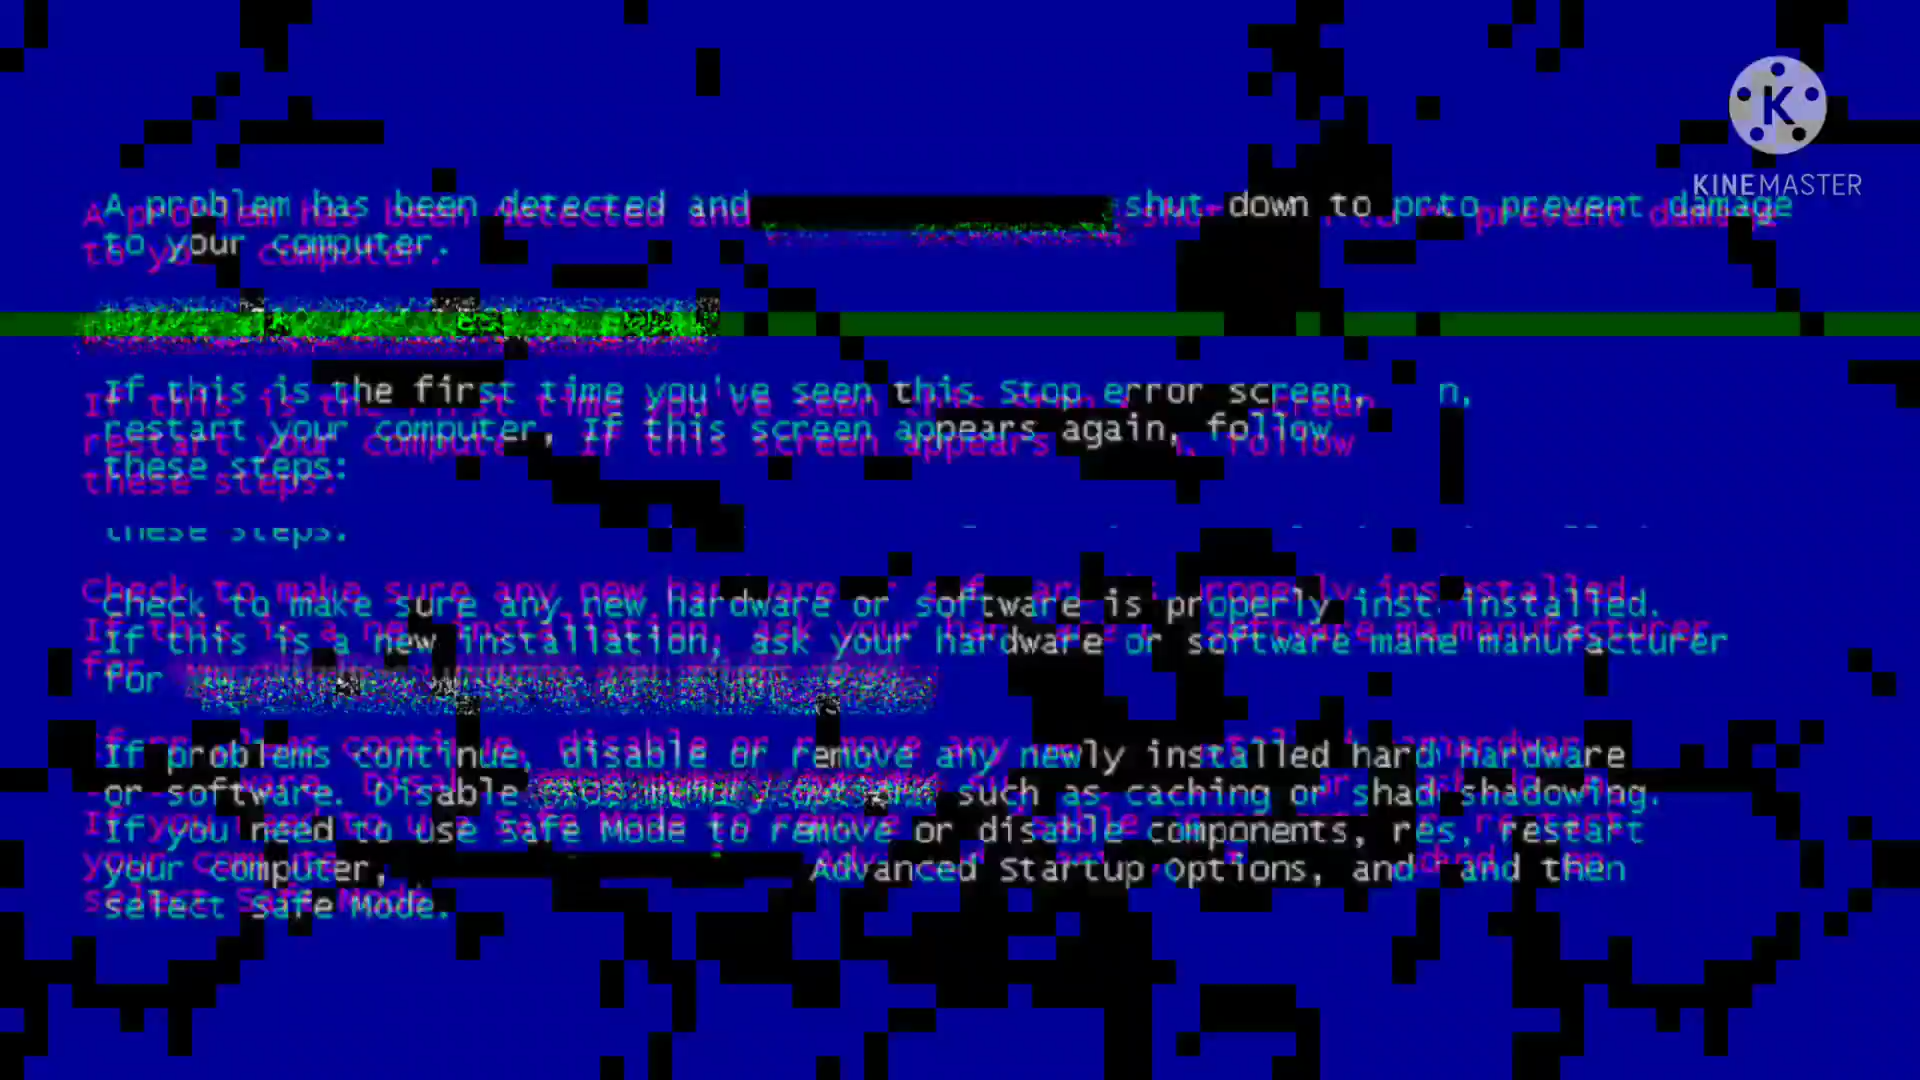 KINEMASTER
A problem has been detected and shut down to prto prevent damage
to your computer.
If this is the first time you've seen this Stop error screen, n,
restart your computer, If this screen appears again, follow
these steps:
these steps.
Check to make sure any new hardware or software is properly inst installed.
If this is a new installation, ask your hardware or software mane manufacturer
for
If problems continue, disable or remove any newly installed hard hardware
or software. Disable such as caching or shad shadowing.
If you need to use Safe Mode to remove or disable components, res, restart
your computer, Advanced Startup Options, and and then
select Safe Mode.